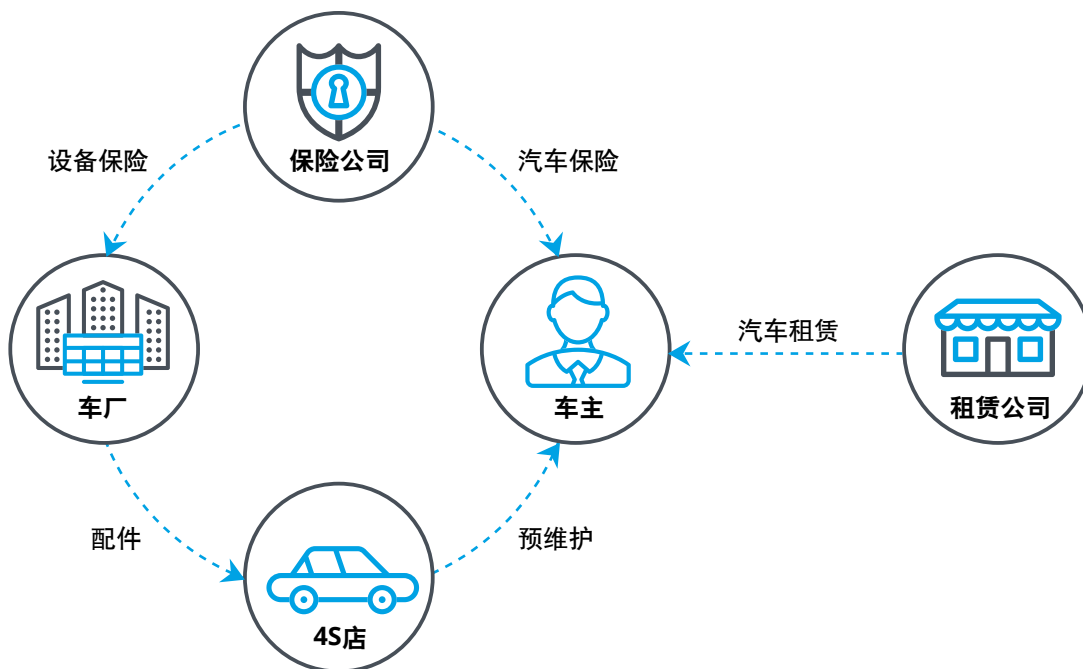 保险公司
设备保险
汽车保险
汽车租赁
车厂
车主
租赁公司
配件
预维护
4S店